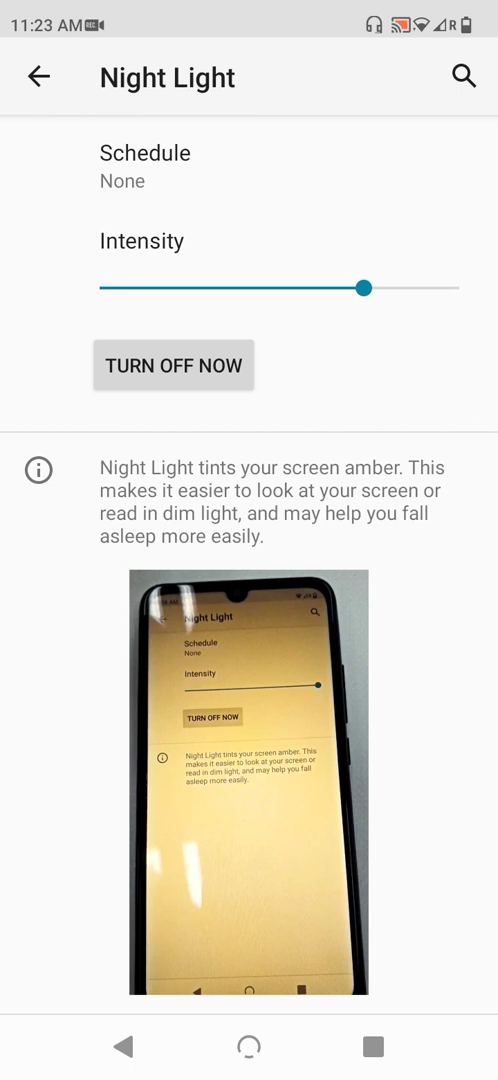 11:23 AM REC
R
Night Light
Schedule
None
Intensity
TURN OFF NOW
Night Light tints your screen amber. This
makes it easier to look at your screen or
read in dim light, and may help you fall
asleep more easily.
AM
Night Light
Schedule
None
Intensity
TURN OFF NOW
Night Light tints your screen amber. This
makes it easier to look at your screen or
read in dim light, and may help you fall
asleep more easily.